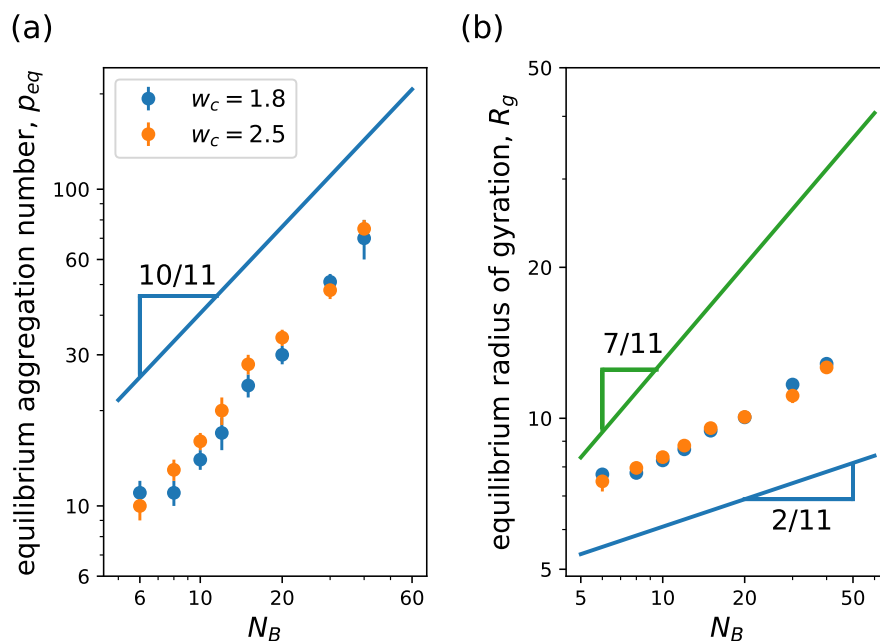 (a)
equilibrium aggregation number, p_eq
w_c = 1.8
w_c = 2.5
100
60
30
10
6
10/11
6
10
20
60
N_B
(b)
equilibrium radius of gyration, R_g
50
20
10
5
7/11
2/11
5
10
20
50
N_B